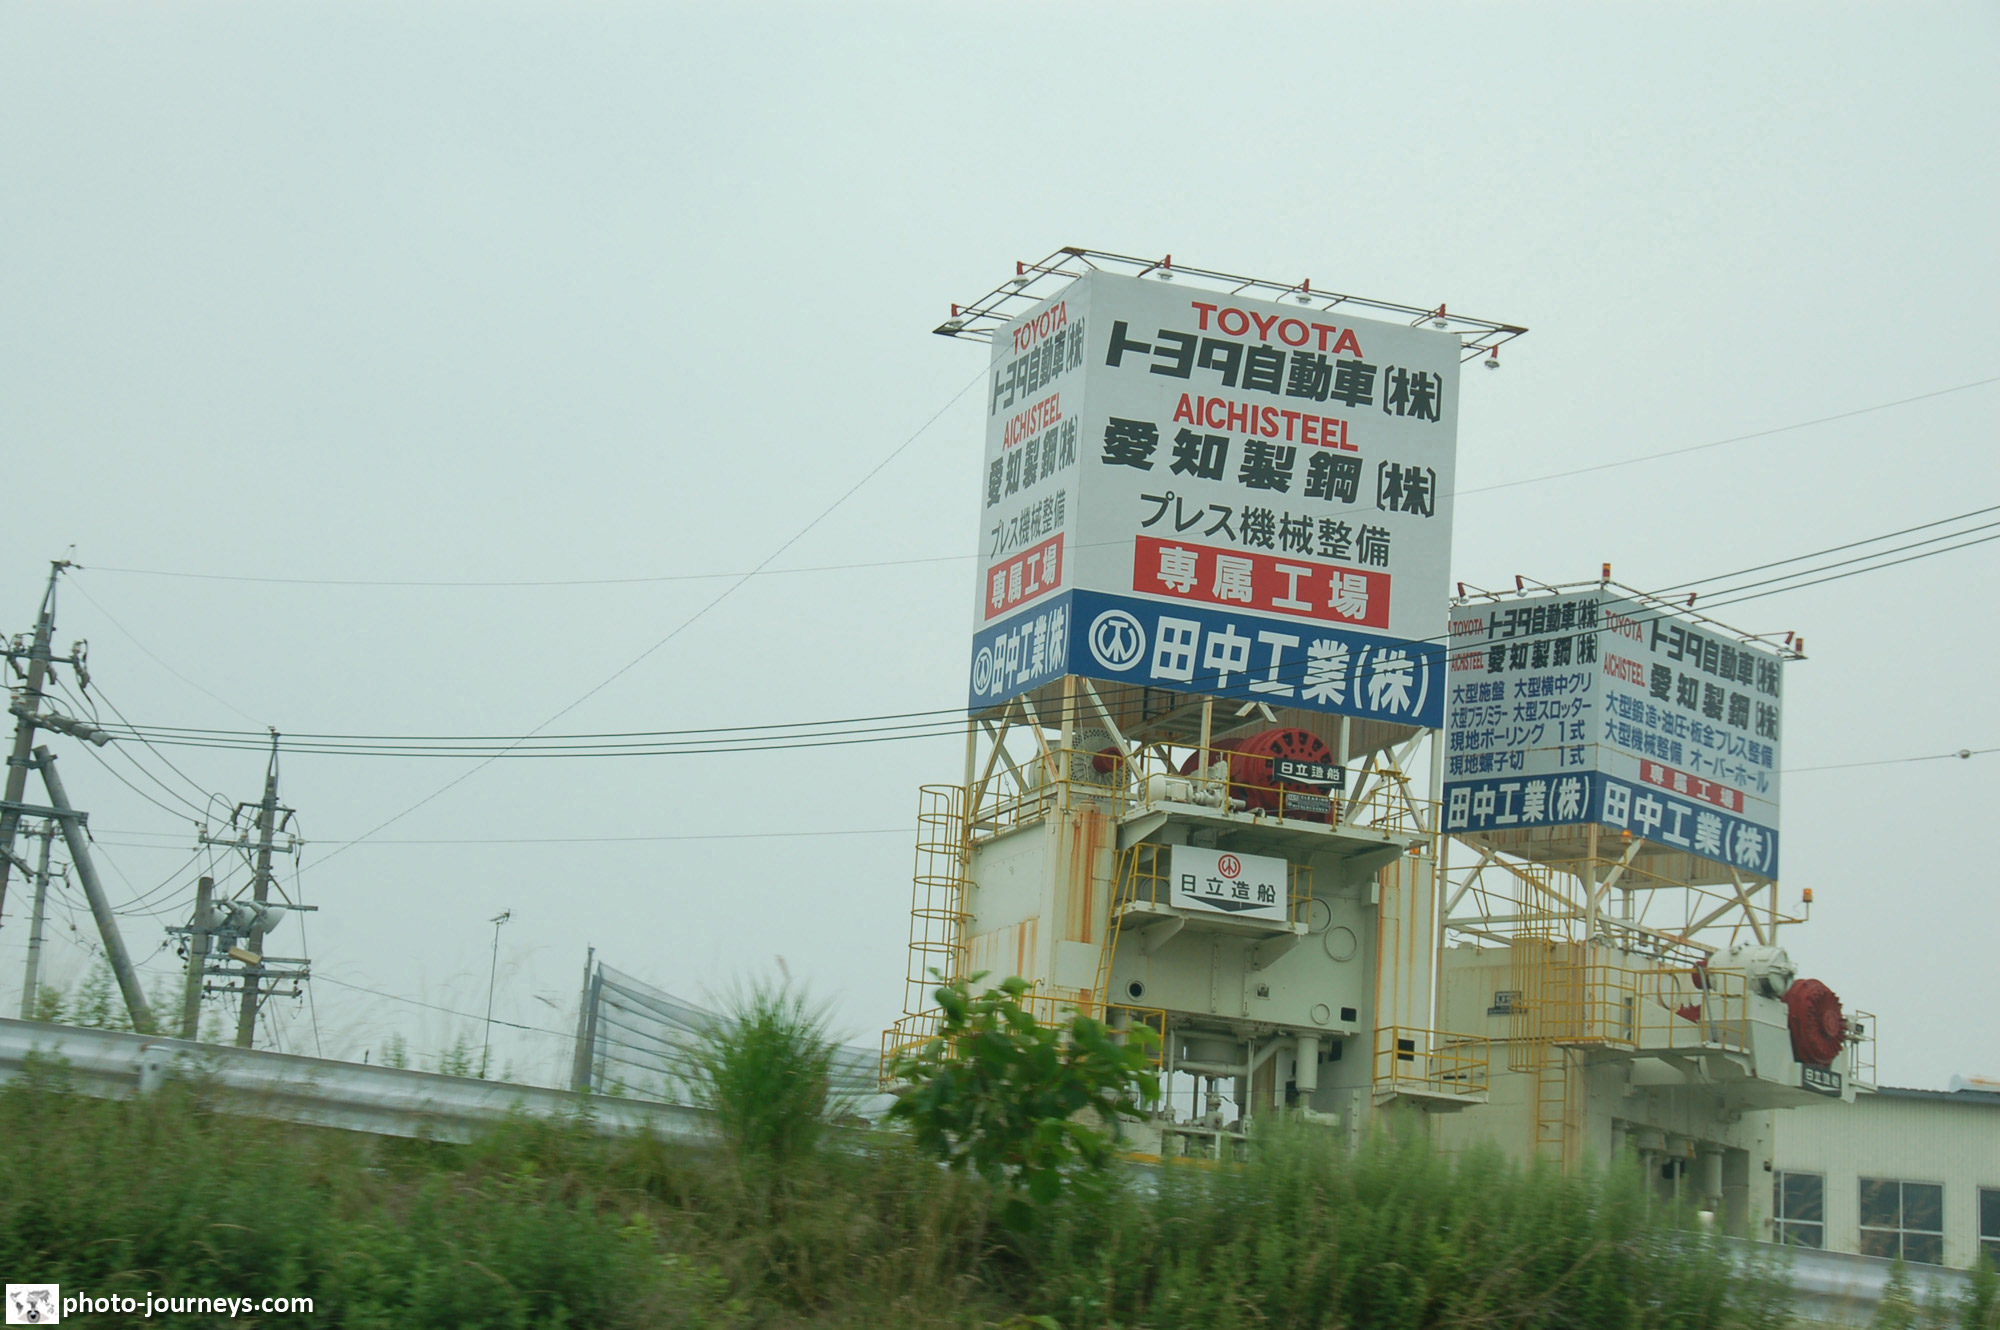 TOYOTA
トヨタ自動車(株)
AICHISTEEL
愛知製鋼(株)
プレス機械整備
専属工場
田中工業(株)
TOYOTA
トヨタ自動車(株)
AICHISTEEL
愛知製鋼(株)
プレス機械整備
専属工場
田中工業(株)
日立造船
日立造船
TOYOTA トヨタ自動車(株)
AICHISTEEL 愛知製鋼(株)
大型施盤 大型横中グリ
大型プラノミラー 大型スロッター
現地ボーリング 1式
現地螺子切 1式
田中工業(株)
TOYOTA トヨタ自動車(株)
AICHISTEEL 愛知製鋼(株)
大型鍛造・油圧・板金プレス整備
大型機械整備 オーバーホール
専属工場
田中工業(株)
日立造船
photo-journeys.com